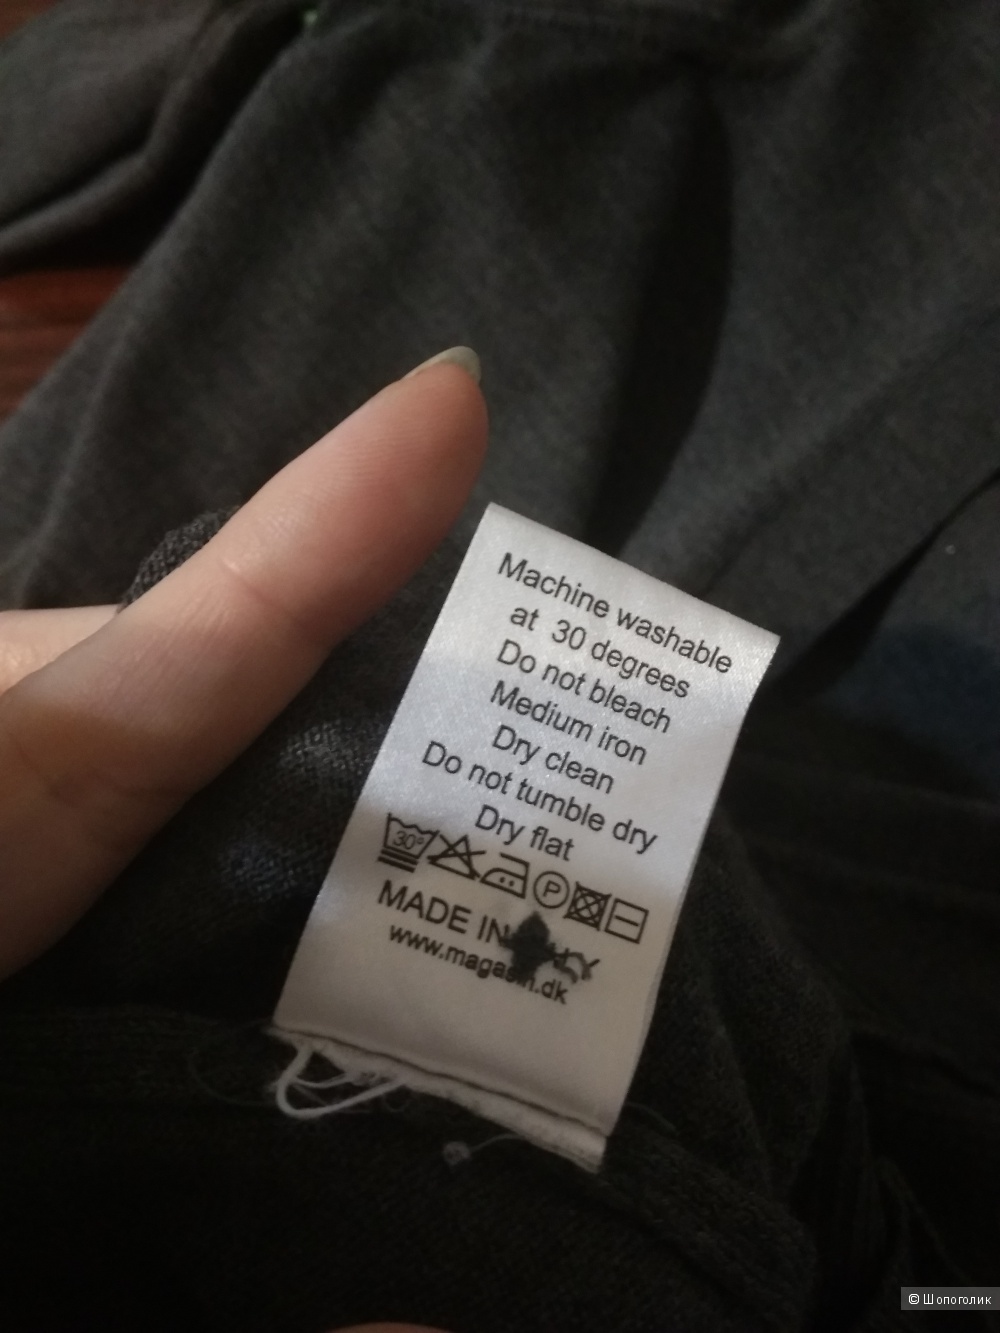 Machine washable
at 30 degrees
Do not bleach
Medium iron
Dry clean
Do not tumble dry
Dry flat
30° P
MADE IN
www.magasin.dk
© Шопоголик